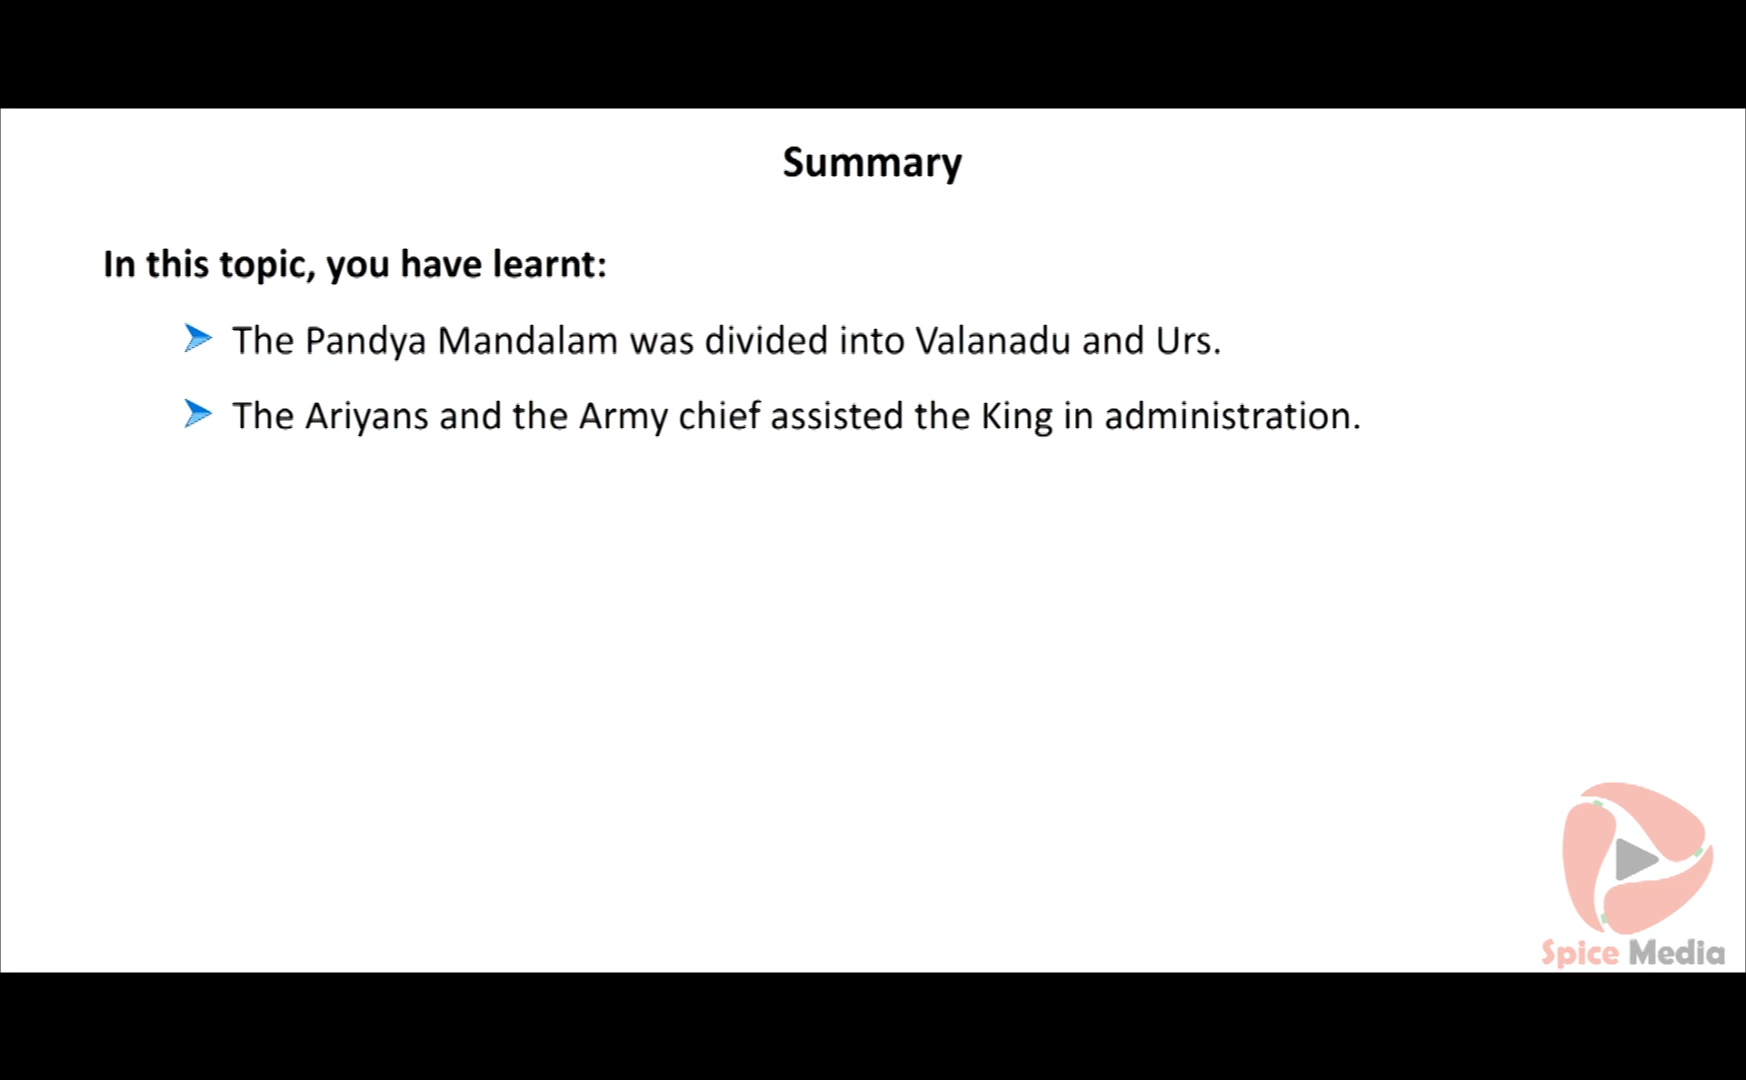 Summary
In this topic, you have learnt:
The Pandya Mandalam was divided into Valanadu and Urs.
The Ariyans and the Army chief assisted the King in administration.
Spice Media